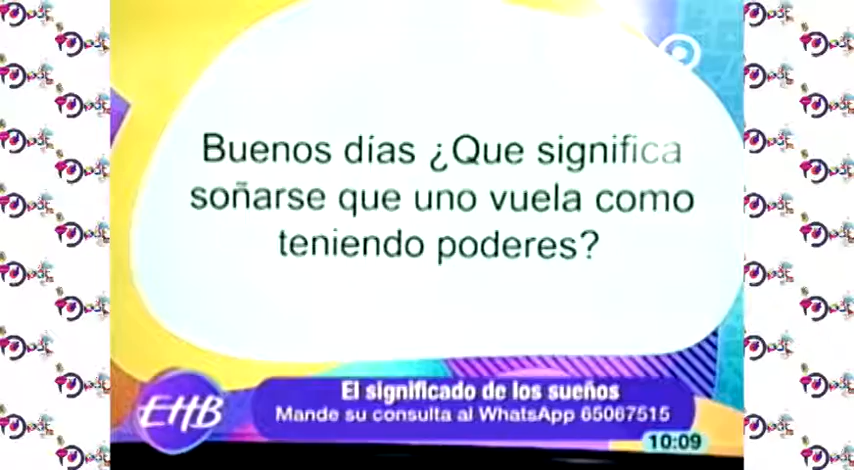 Buenos días ¿Que significa
soñarse que uno vuela como
teniendo poderes?
EHB
El significado de los sueños
Mande su consulta al WhatsApp 65067515
10:09